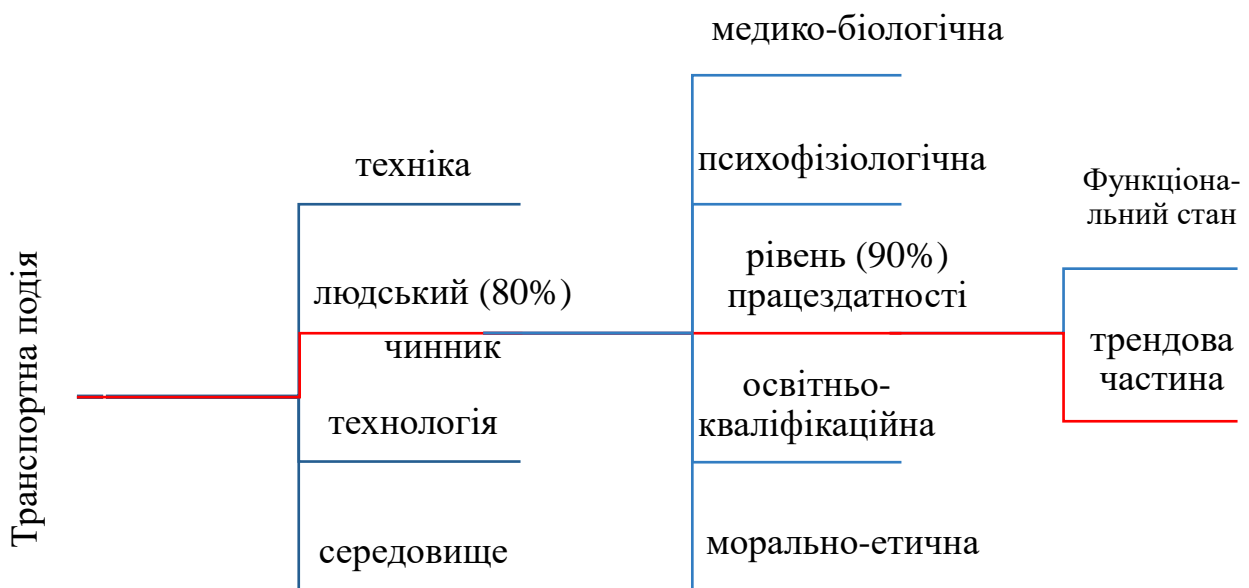 Транспортна подія
техніка
людський (80%)
чинник
технологія
середовище
медико-біологічна
психофізіологічна
рівень (90%)
працездатності
освітньо-
кваліфікаційна
морально-етична
Функціона-
льний стан
трендова
частина